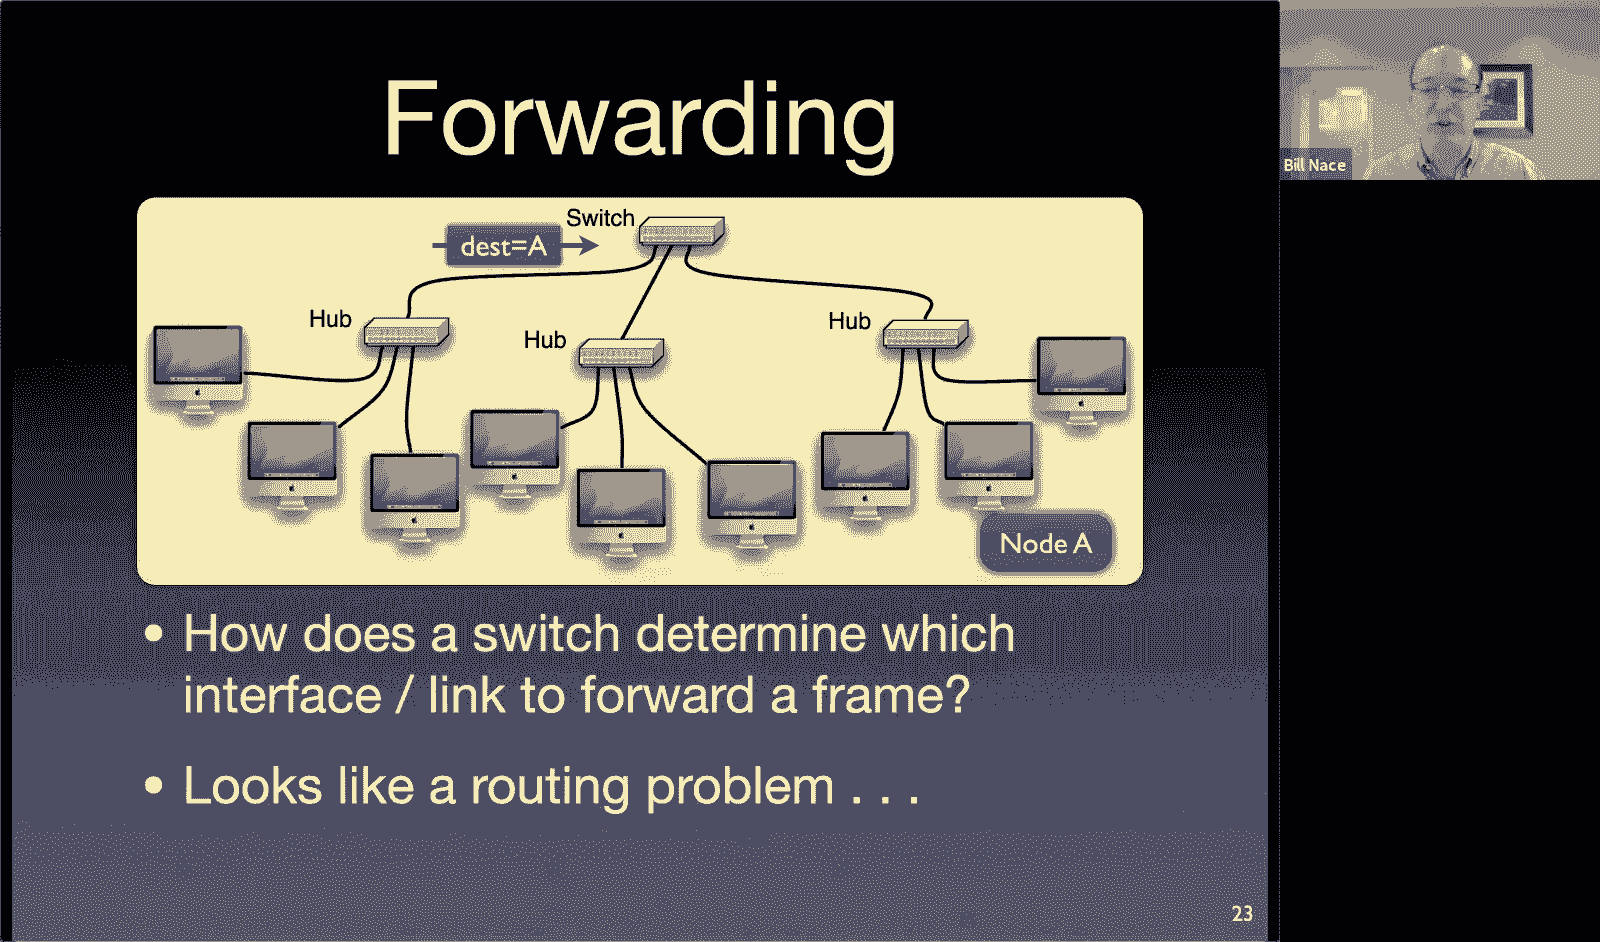 Forwarding
Switch
dest=A
Hub
Hub
Hub
Node A
• How does a switch determine which
interface / link to forward a frame?
• Looks like a routing problem . . .
23
Bill Nace